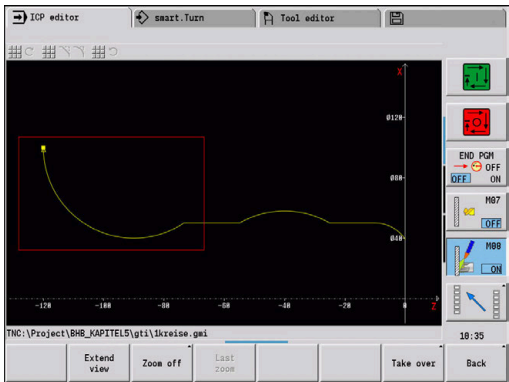 ICP editor
smart.Turn
Tool editor
X
ø120
ø80
ø40
-120
-100
-80
-60
-40
-20
0
Z
END PGM
OFF
OFF
ON
M07
OFF
M08
ON
TNC:\Project\BHB_KAPITEL5\gti\1kreise.gmi
10:35
Extend view
Zoom off
Last zoom
Take over
Back